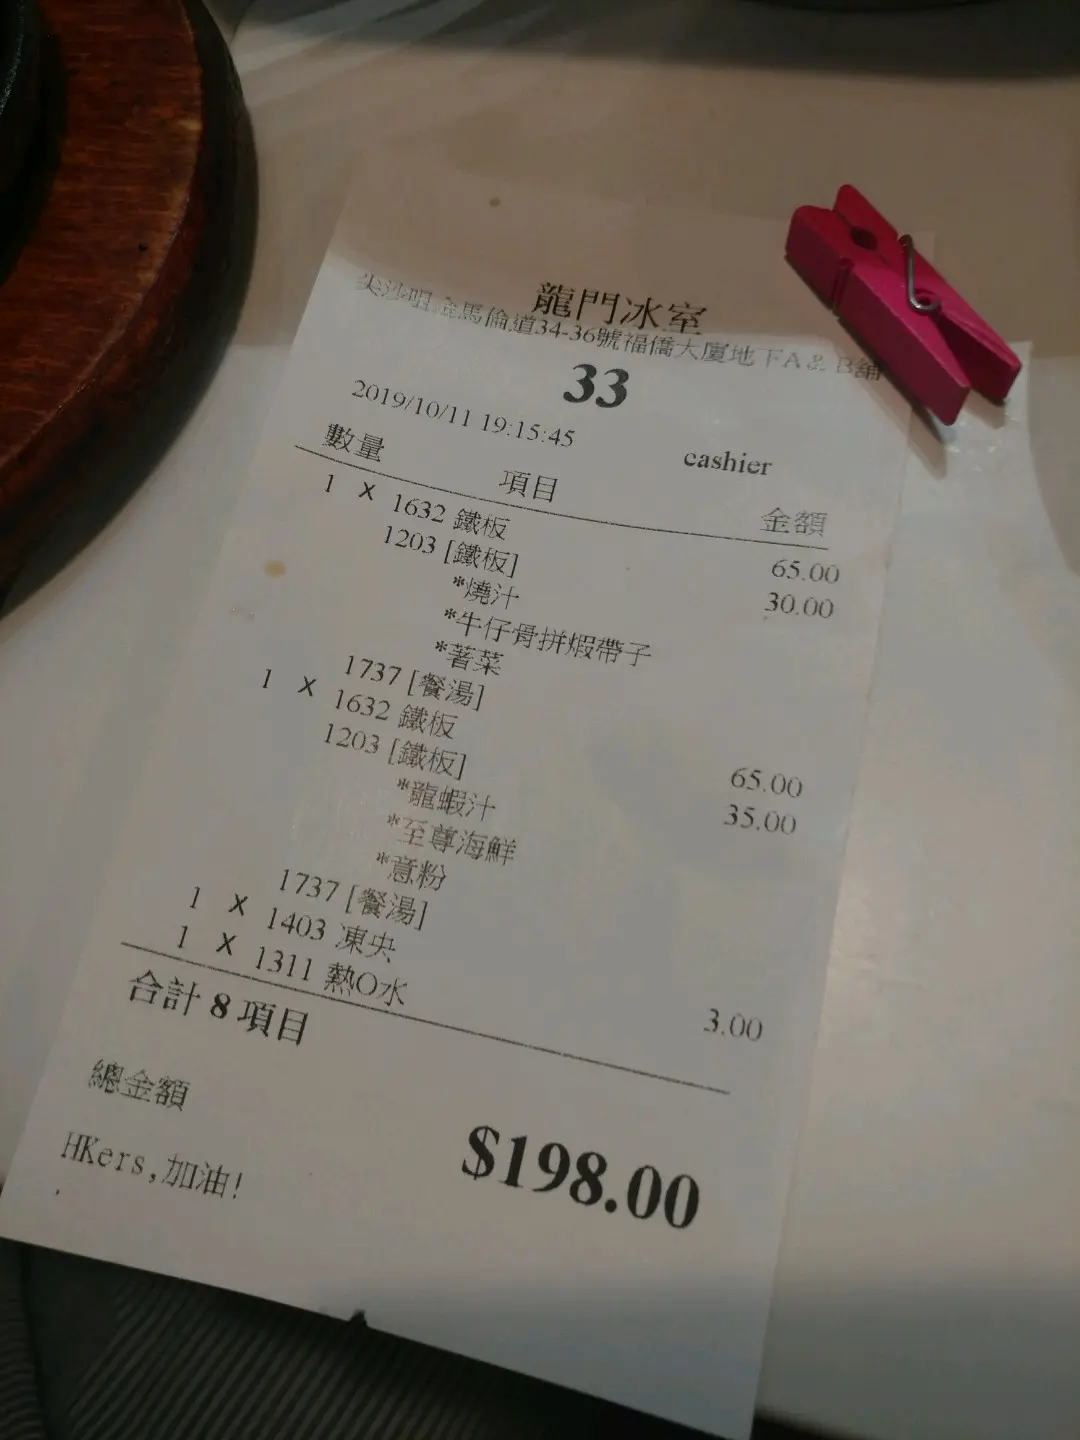 龍門冰室
尖沙咀金馬倫道34-36號福僑大廈地下A & B舖
33
2019/10/11 19:15:45 cashier
數量 項目 金額
1 X 1632 鐵板 65.00
1203 [鐵板] 30.00
*燒汁
*牛仔骨拼煆帶子
*薯菜
1737 [餐湯]
1 X 1632 鐵板 65.00
1203 [鐵板] 35.00
*龍蝦汁
*至尊海鮮
*意粉
1737 [餐湯]
1 X 1403 凍央 3.00
1 X 1311 熱O水
合計 8 項目
總金額 $198.00
HKers,加油!